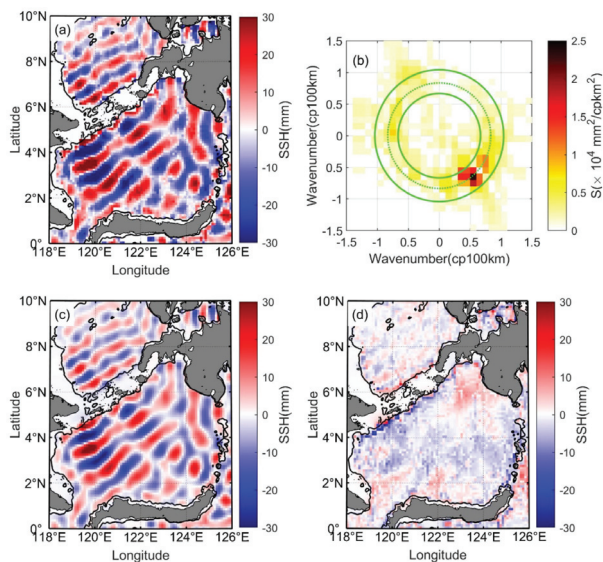 (a)
10°N
8°N
6°N
4°N
2°N
0°
118°E 120°E 122°E 124°E 126°E
Latitude
Longitude
30
20
10
0
-10
-20
-30
SSH(mm)
(b)
1.5
1
0.5
0
-0.5
-1
-1.5
-1.5 -1 -0.5 0 0.5 1 1.5
Wavenumber(cp100km)
Wavenumber(cp100km)
2.5
2
1.5
1
0.5
0
(c)
10°N
8°N
6°N
4°N
2°N
0°
118°E 120°E 122°E 124°E 126°E
Latitude
Longitude
30
20
10
0
-10
-20
-30
SSH(mm)
(d)
10°N
8°N
6°N
4°N
2°N
0°
118°E 120°E 122°E 124°E 126°E
Latitude
Longitude
30
20
10
0
-10
-20
-30
SSH(mm)